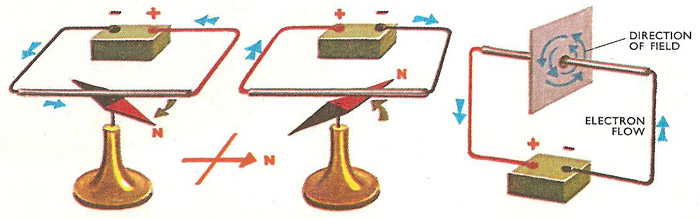 - +
N
N
+ -
N
DIRECTION
OF FIELD
ELECTRON
FLOW
+ -